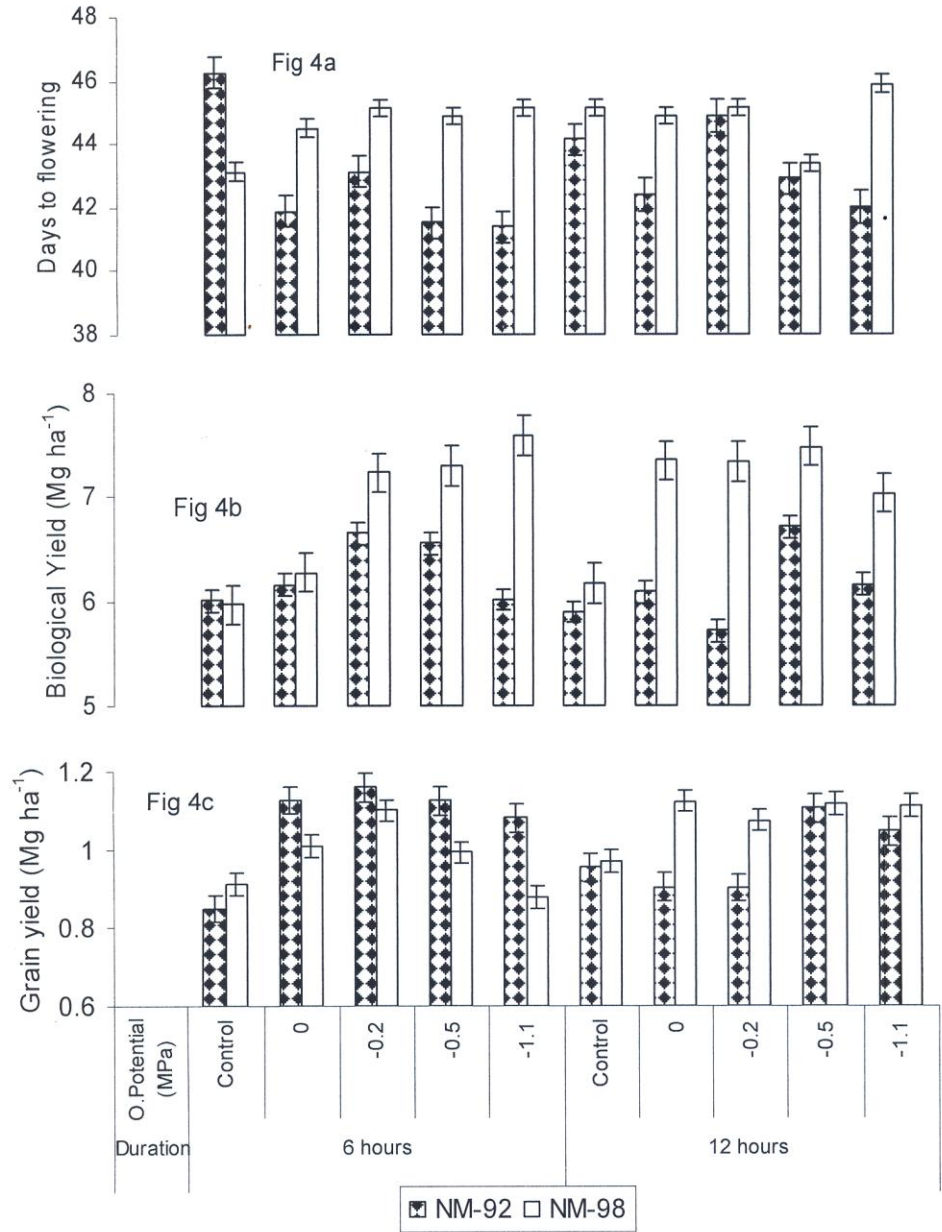 Fig 4a
Days to flowering
48
46
44
42
40
38
Fig 4b
Biological Yield (Mg ha⁻¹)
8
7
6
5
Fig 4c
Grain yield (Mg ha⁻¹)
1.2
1
0.8
0.6
O.Potential (MPa)
Control
0
-0.2
-0.5
-1.1
Control
0
-0.2
-0.5
-1.1
Duration
6 hours
12 hours
NM-92
NM-98